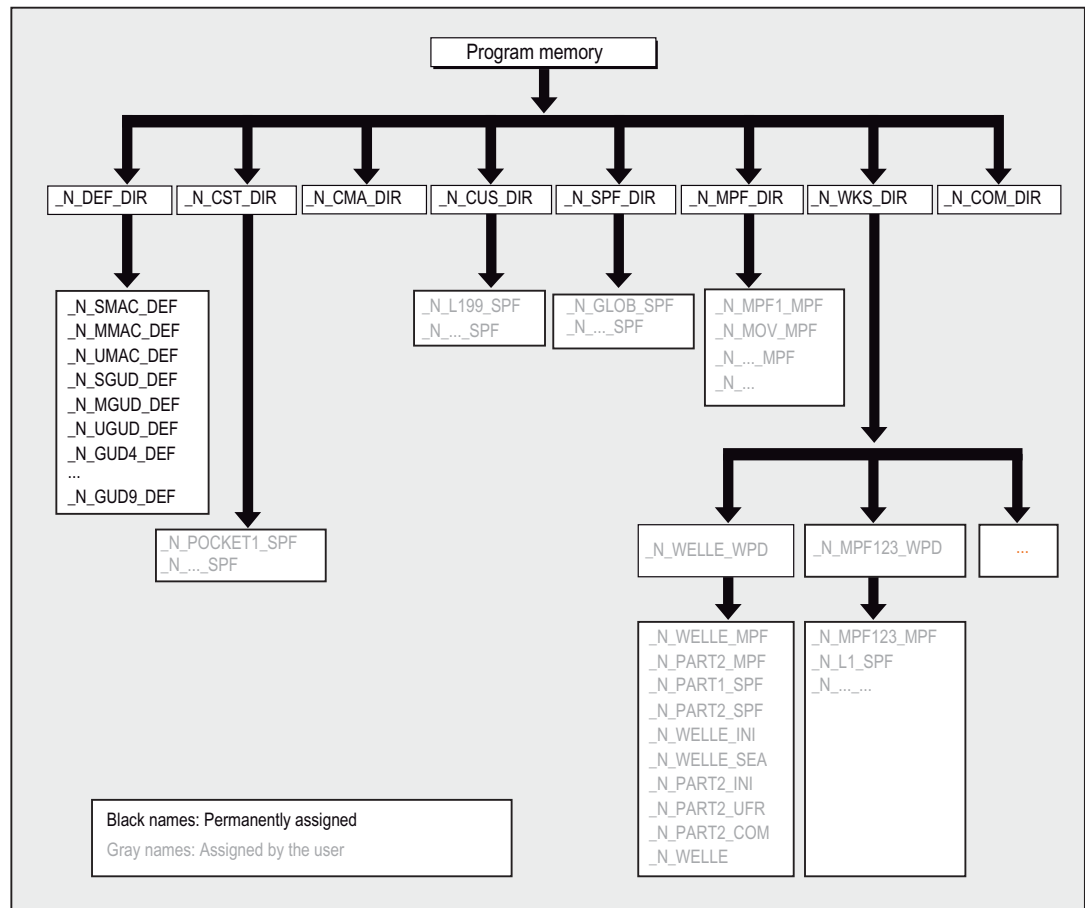 Program memory
_N_DEF_DIR
_N_CST_DIR
_N_CMA_DIR
_N_CUS_DIR
_N_SPF_DIR
_N_MPF_DIR
_N_WKS_DIR
_N_COM_DIR
_N_SMAC_DEF
_N_MMAC_DEF
_N_UMAC_DEF
_N_SGUD_DEF
_N_MGUD_DEF
_N_UGUD_DEF
_N_GUD4_DEF
...
_N_GUD9_DEF
_N_POCKET1_SPF
_N_..._SPF
_N_L199_SPF
_N_..._SPF
_N_GLOB_SPF
_N_..._SPF
_N_MPF1_MPF
_N_MOV_MPF
_N_..._MPF
_N_...
_N_WELLE_WPD
_N_MPF123_WPD
...
_N_WELLE_MPF
_N_PART2_MPF
_N_PART1_SPF
_N_PART2_SPF
_N_WELLE_INI
_N_WELLE_SEA
_N_PART2_INI
_N_PART2_UFR
_N_PART2_COM
_N_WELLE
_N_MPF123_MPF
_N_L1_SPF
_N_..._...
Black names: Permanently assigned
Gray names: Assigned by the user